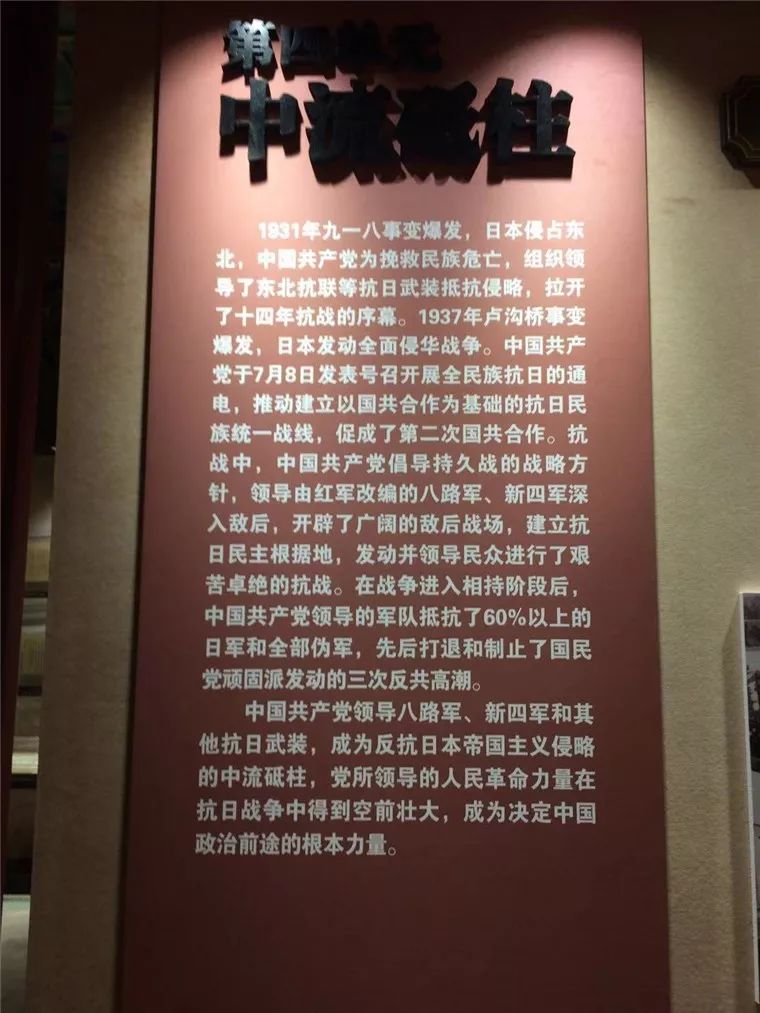 第四单元
中流砥柱
1931年九一八事变爆发，日本侵占东
北，中国共产党为挽救民族危亡，组织领
导了东北抗联等抗日武装抵抗侵略，拉开
了十四年抗战的序幕。1937年卢沟桥事变
爆发，日本发动全面侵华战争。中国共产
党于7月8日发表号召开展全民族抗日的通
电，推动建立以国共合作为基础的抗日民
族统一战线，促成了第二次国共合作。抗
战中，中国共产党倡导持久战的战略方
针，领导由红军改编的八路军、新四军深
入敌后，开辟了广阔的敌后战场，建立抗
日民主根据地，发动并领导民众进行了艰
苦卓绝的抗战。在战争进入相持阶段后，
中国共产党领导的军队抵抗了60%以上的
日军和全部伪军，先后打退和制止了国民
党顽固派发动的三次反共高潮。
中国共产党领导八路军、新四军和其
他抗日武装，成为反抗日本帝国主义侵略
的中流砥柱，党所领导的人民革命力量在
抗日战争中得到空前壮大，成为决定中国
政治前途的根本力量。